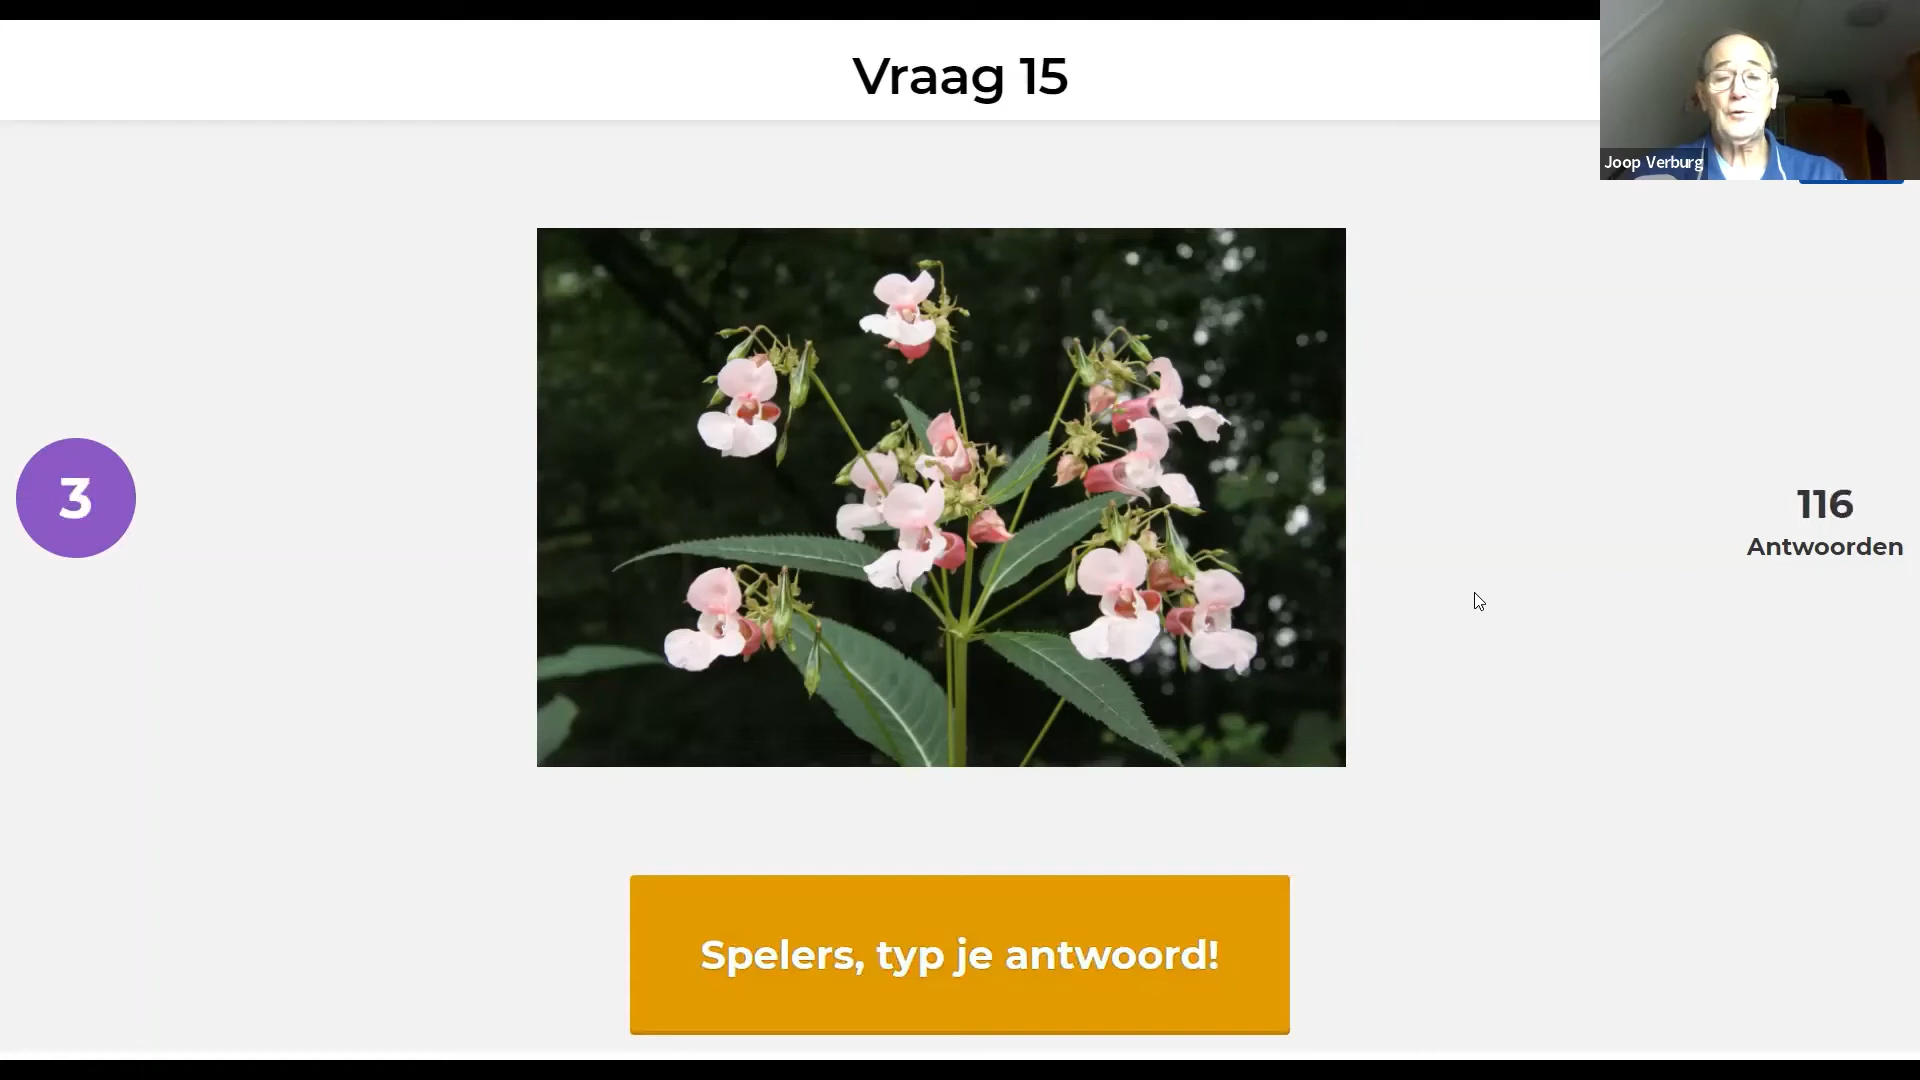 Vraag 15
Joop Verburg
3
116
Antwoorden
Spelers, typ je antwoord!